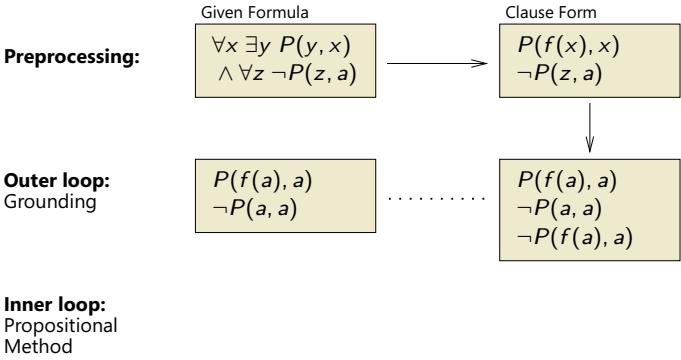 Given Formula
Clause Form
Preprocessing:
∀x ∃y P(y, x)
∧ ∀z ¬P(z, a)
P(f(x), x)
¬P(z, a)
Outer loop:
Grounding
P(f(a), a)
¬P(a, a)
P(f(a), a)
¬P(a, a)
¬P(f(a), a)
Inner loop:
Propositional
Method